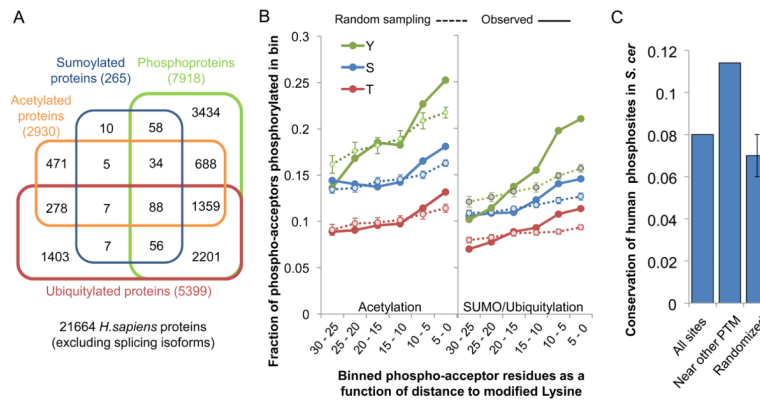 A
Sumoylated proteins (265)
Phosphoproteins (7918)
Acetylated proteins (2930)
3434
10
58
471
5
34
688
278
7
88
1359
7
56
1403
2201
Ubiquitylated proteins (5399)
21664 H.sapiens proteins
(excluding splicing isoforms)
B
Random sampling
Observed
Fraction of phospho-acceptors phosphorylated in bin
0.3
0.25
0.2
0.15
0.1
0.05
0
Y
S
T
Acetylation
SUMO/Ubiquitylation
30 - 25
25 - 20
20 - 15
15 - 10
10 - 5
5 - 0
30 - 25
25 - 20
20 - 15
15 - 10
10 - 5
5 - 0
Binned phospho-acceptor residues as a
function of distance to modified Lysine
C
Conservation of human phosphosites in S. cer
0.12
0.1
0.08
0.06
0.04
0.02
0
All sites
Near other PTM
Randomized